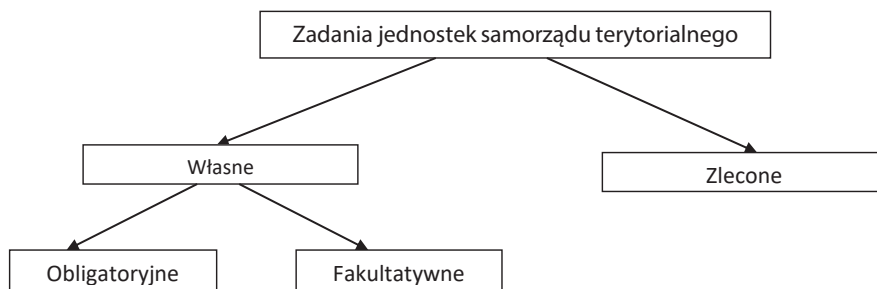 Zadania jednostek samorządu terytorialnego
Własne
Zlecone
Obligatoryjne
Fakultatywne